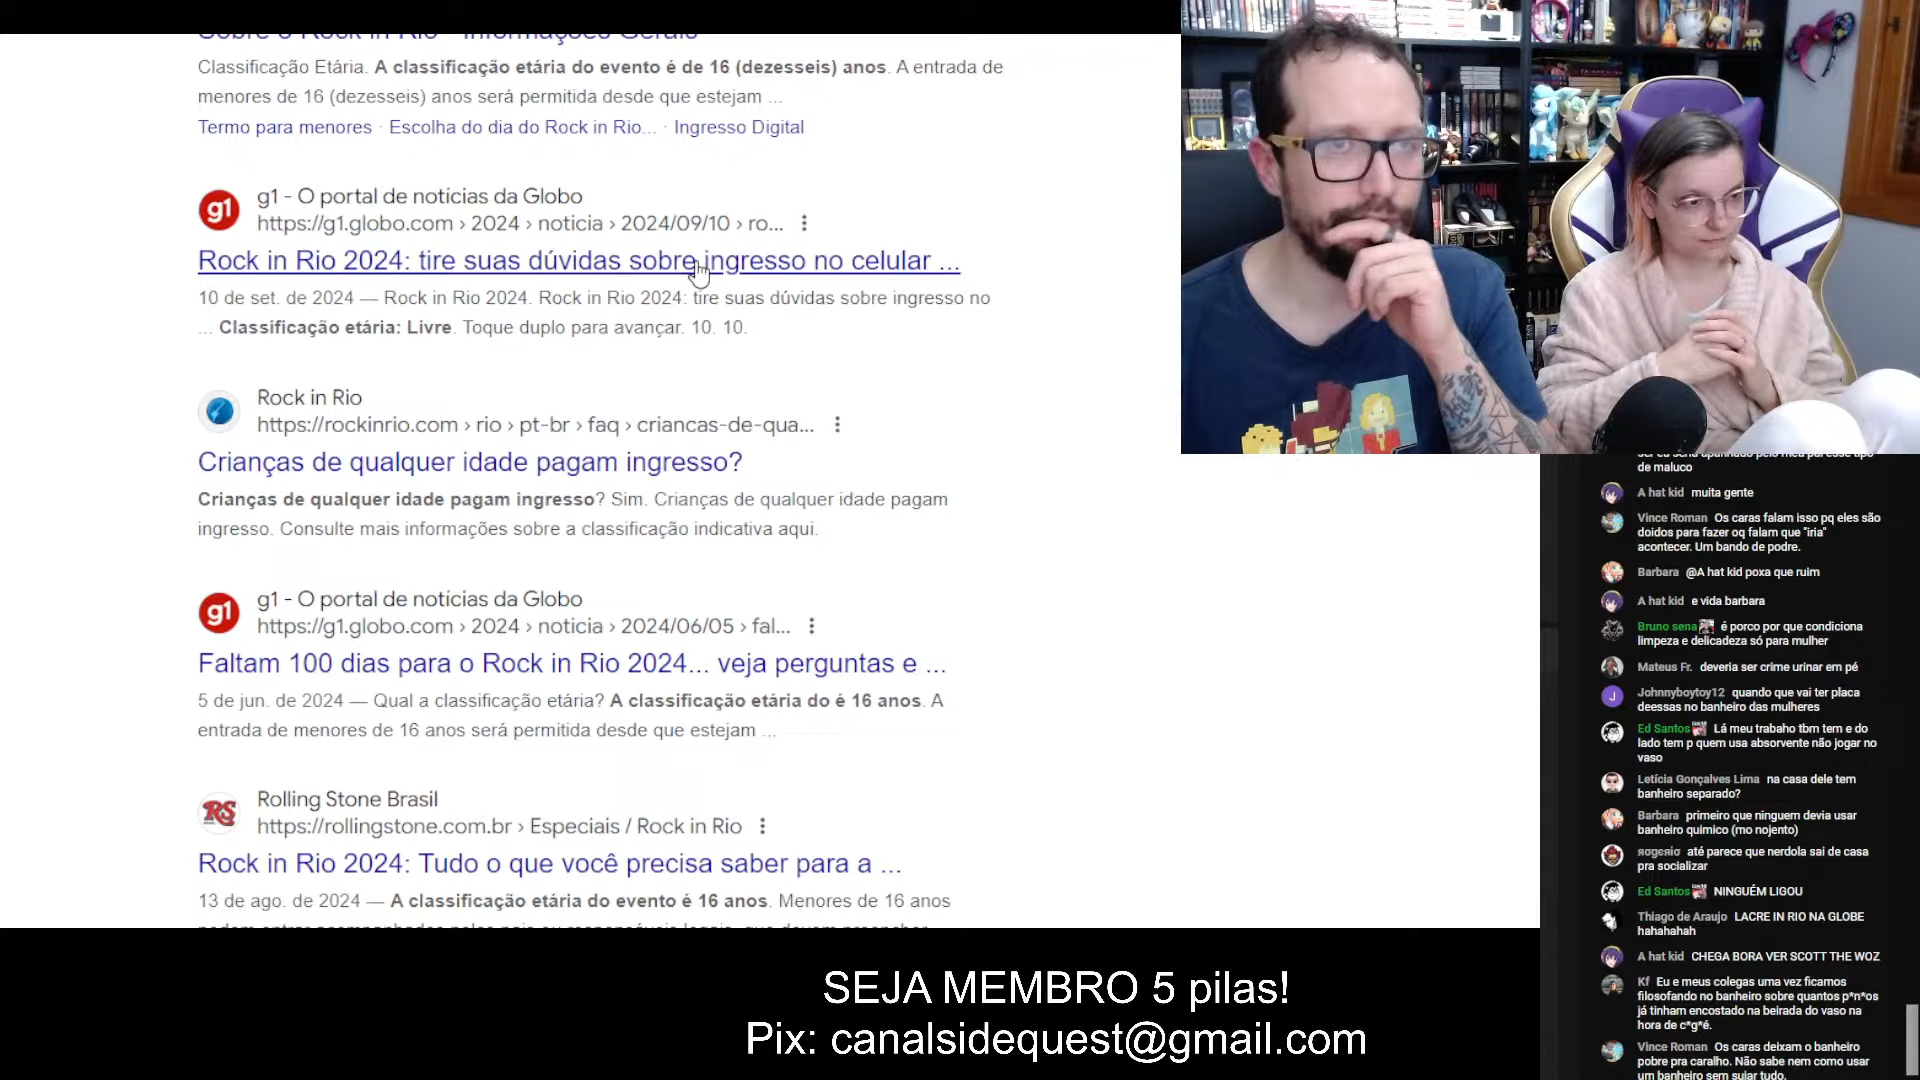 Sobre o Rock in Rio - Informações Gerais
Classificação Etária. A classificação etária do evento é de 16 (dezesseis) anos. A entrada de
menores de 16 (dezesseis) anos será permitida desde que estejam ...
Termo para menores · Escolha do dia do Rock in Rio... · Ingresso Digital
g1
g1 - O portal de notícias da Globo
https://g1.globo.com › 2024 › noticia › 2024/09/10 › ro...
Rock in Rio 2024: tire suas dúvidas sobre ingresso no celular ...
10 de set. de 2024 — Rock in Rio 2024. Rock in Rio 2024: tire suas dúvidas sobre ingresso no
... Classificação etária: Livre. Toque duplo para avançar. 10. 10.
Rock in Rio
https://rockinrio.com › rio › pt-br › faq › criancas-de-qua...
Crianças de qualquer idade pagam ingresso?
Crianças de qualquer idade pagam ingresso? Sim. Crianças de qualquer idade pagam
ingresso. Consulte mais informações sobre a classificação indicativa aqui.
g1
g1 - O portal de notícias da Globo
https://g1.globo.com › 2024 › noticia › 2024/06/05 › fal...
Faltam 100 dias para o Rock in Rio 2024... veja perguntas e ...
5 de jun. de 2024 — Qual a classificação etária? A classificação etária do é 16 anos. A
entrada de menores de 16 anos será permitida desde que estejam ...
RS
Rolling Stone Brasil
https://rollingstone.com.br › Especiais / Rock in Rio
Rock in Rio 2024: Tudo o que você precisa saber para a ...
13 de ago. de 2024 — A classificação etária do evento é 16 anos. Menores de 16 anos
de maluco
A hat kid muita gente
Vince Roman Os caras falam isso pq eles são
doidos para fazer oq falam que "iria"
acontecer. Um bando de podre.
Barbara @A hat kid poxa que ruim
A hat kid e vida barbara
Bruno sena é porco por que condiciona
limpeza e delicadeza só para mulher
Mateus Fr. deveria ser crime urinar em pé
J
Johnnyboytoy12 quando que vai ter placa
deessas no banheiro das mulheres
Ed Santos Lá meu trabaho tbm tem e do
lado tem p quem usa absorvente não jogar no
vaso
Letícia Gonçalves Lima na casa dele tem
banheiro separado?
Barbara primeiro que ninguem devia usar
banheiro quimico (mo nojento)
até parece que nerdola sai de casa
pra socializar
Ed Santos NINGUÉM LIGOU
Thiago de Araujo LACRE IN RIO NA GLOBE
hahahahah
A hat kid CHEGA BORA VER SCOTT THE WOZ
Kf Eu e meus colegas uma vez ficamos
filosofando no banheiro sobre quantos p*n*os
já tinham encostado na beirada do vaso na
hora de c*g*é.
Vince Roman Os caras deixam o banheiro
pobre pra caralho. Não sabe nem como usar
um banheiro sem sujar tudo.
SEJA MEMBRO 5 pilas!
Pix: canalsidequest@gmail.com